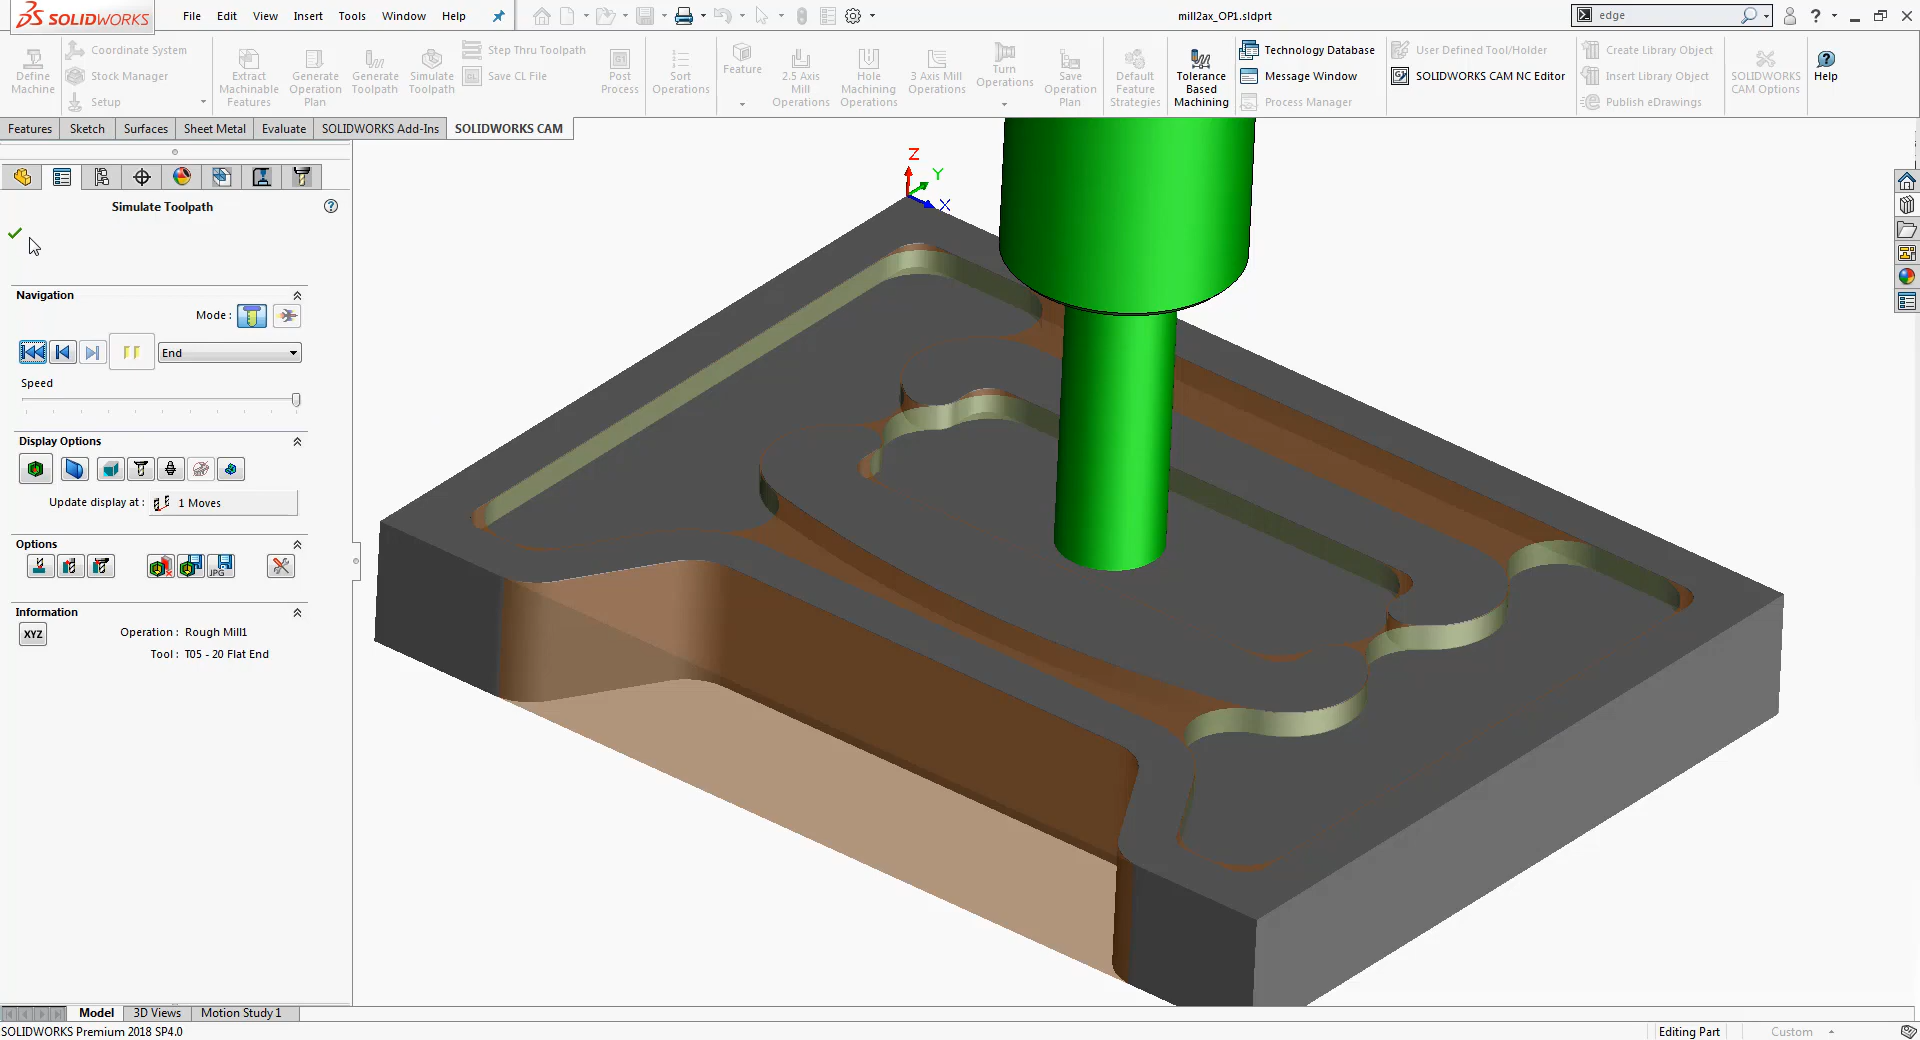 SOLIDWORKS
File Edit View Insert Tools Window Help
mill2ax_OP1.sldprt
edge
Define Machine
Coordinate System
Stock Manager
Setup
Extract Machinable Features
Generate Operation Plan
Generate Toolpath
Simulate Toolpath
Step Thru Toolpath
Save CL File
Post Process
Sort Operations
Feature
2.5 Axis Mill Operations
Hole Machining Operations
3 Axis Mill Operations
Turn Operations
Save Operation Plan
Default Feature Strategies
Tolerance Based Machining
Technology Database
Message Window
Process Manager
User Defined Tool/Holder
SOLIDWORKS CAM NC Editor
Create Library Object
Insert Library Object
Publish eDrawings
SOLIDWORKS CAM Options
Help
Features Sketch Surfaces Sheet Metal Evaluate SOLIDWORKS Add-Ins SOLIDWORKS CAM
Simulate Toolpath
Navigation
Mode :
End
Speed
Display Options
Update display at : 1 Moves
Options
JPG
Information
XYZ
Operation : Rough Mill1
Tool : T05 - 20 Flat End
Z
Y
X
Model 3D Views Motion Study 1
SOLIDWORKS Premium 2018 SP4.0
Editing Part
Custom